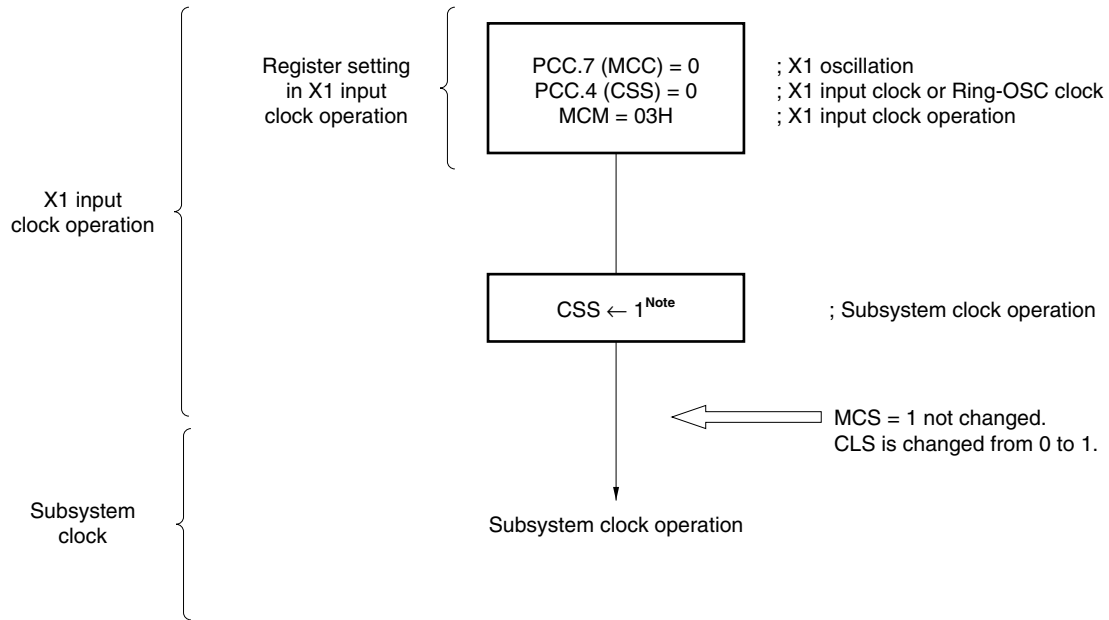 Register setting
in X1 input
clock operation
PCC.7 (MCC) = 0
PCC.4 (CSS) = 0
MCM = 03H
; X1 oscillation
; X1 input clock or Ring-OSC clock
; X1 input clock operation
X1 input
clock operation
CSS ← 1Note
; Subsystem clock operation
MCS = 1 not changed.
CLS is changed from 0 to 1.
Subsystem
clock
Subsystem clock operation